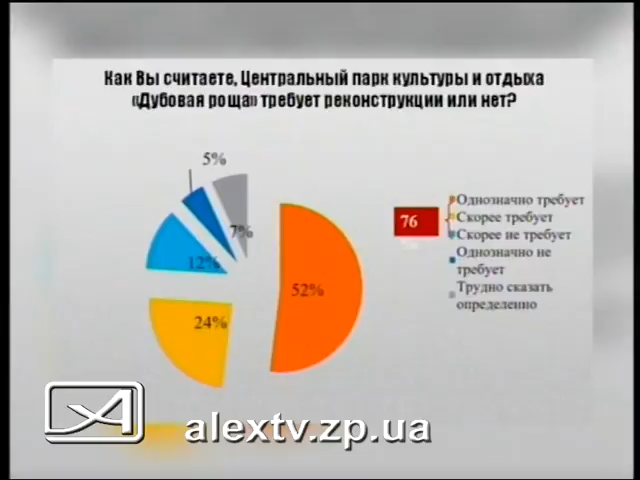 Как Вы считаете, Центральный парк культуры и отдыха
«Дубовая роща» требует реконструкции или нет?
5%
7%
12%
52%
24%
76
Однозначно требует
Скорее требует
Скорее не требует
Однозначно не
требует
Трудно сказать
определенно
alextv.zp.ua